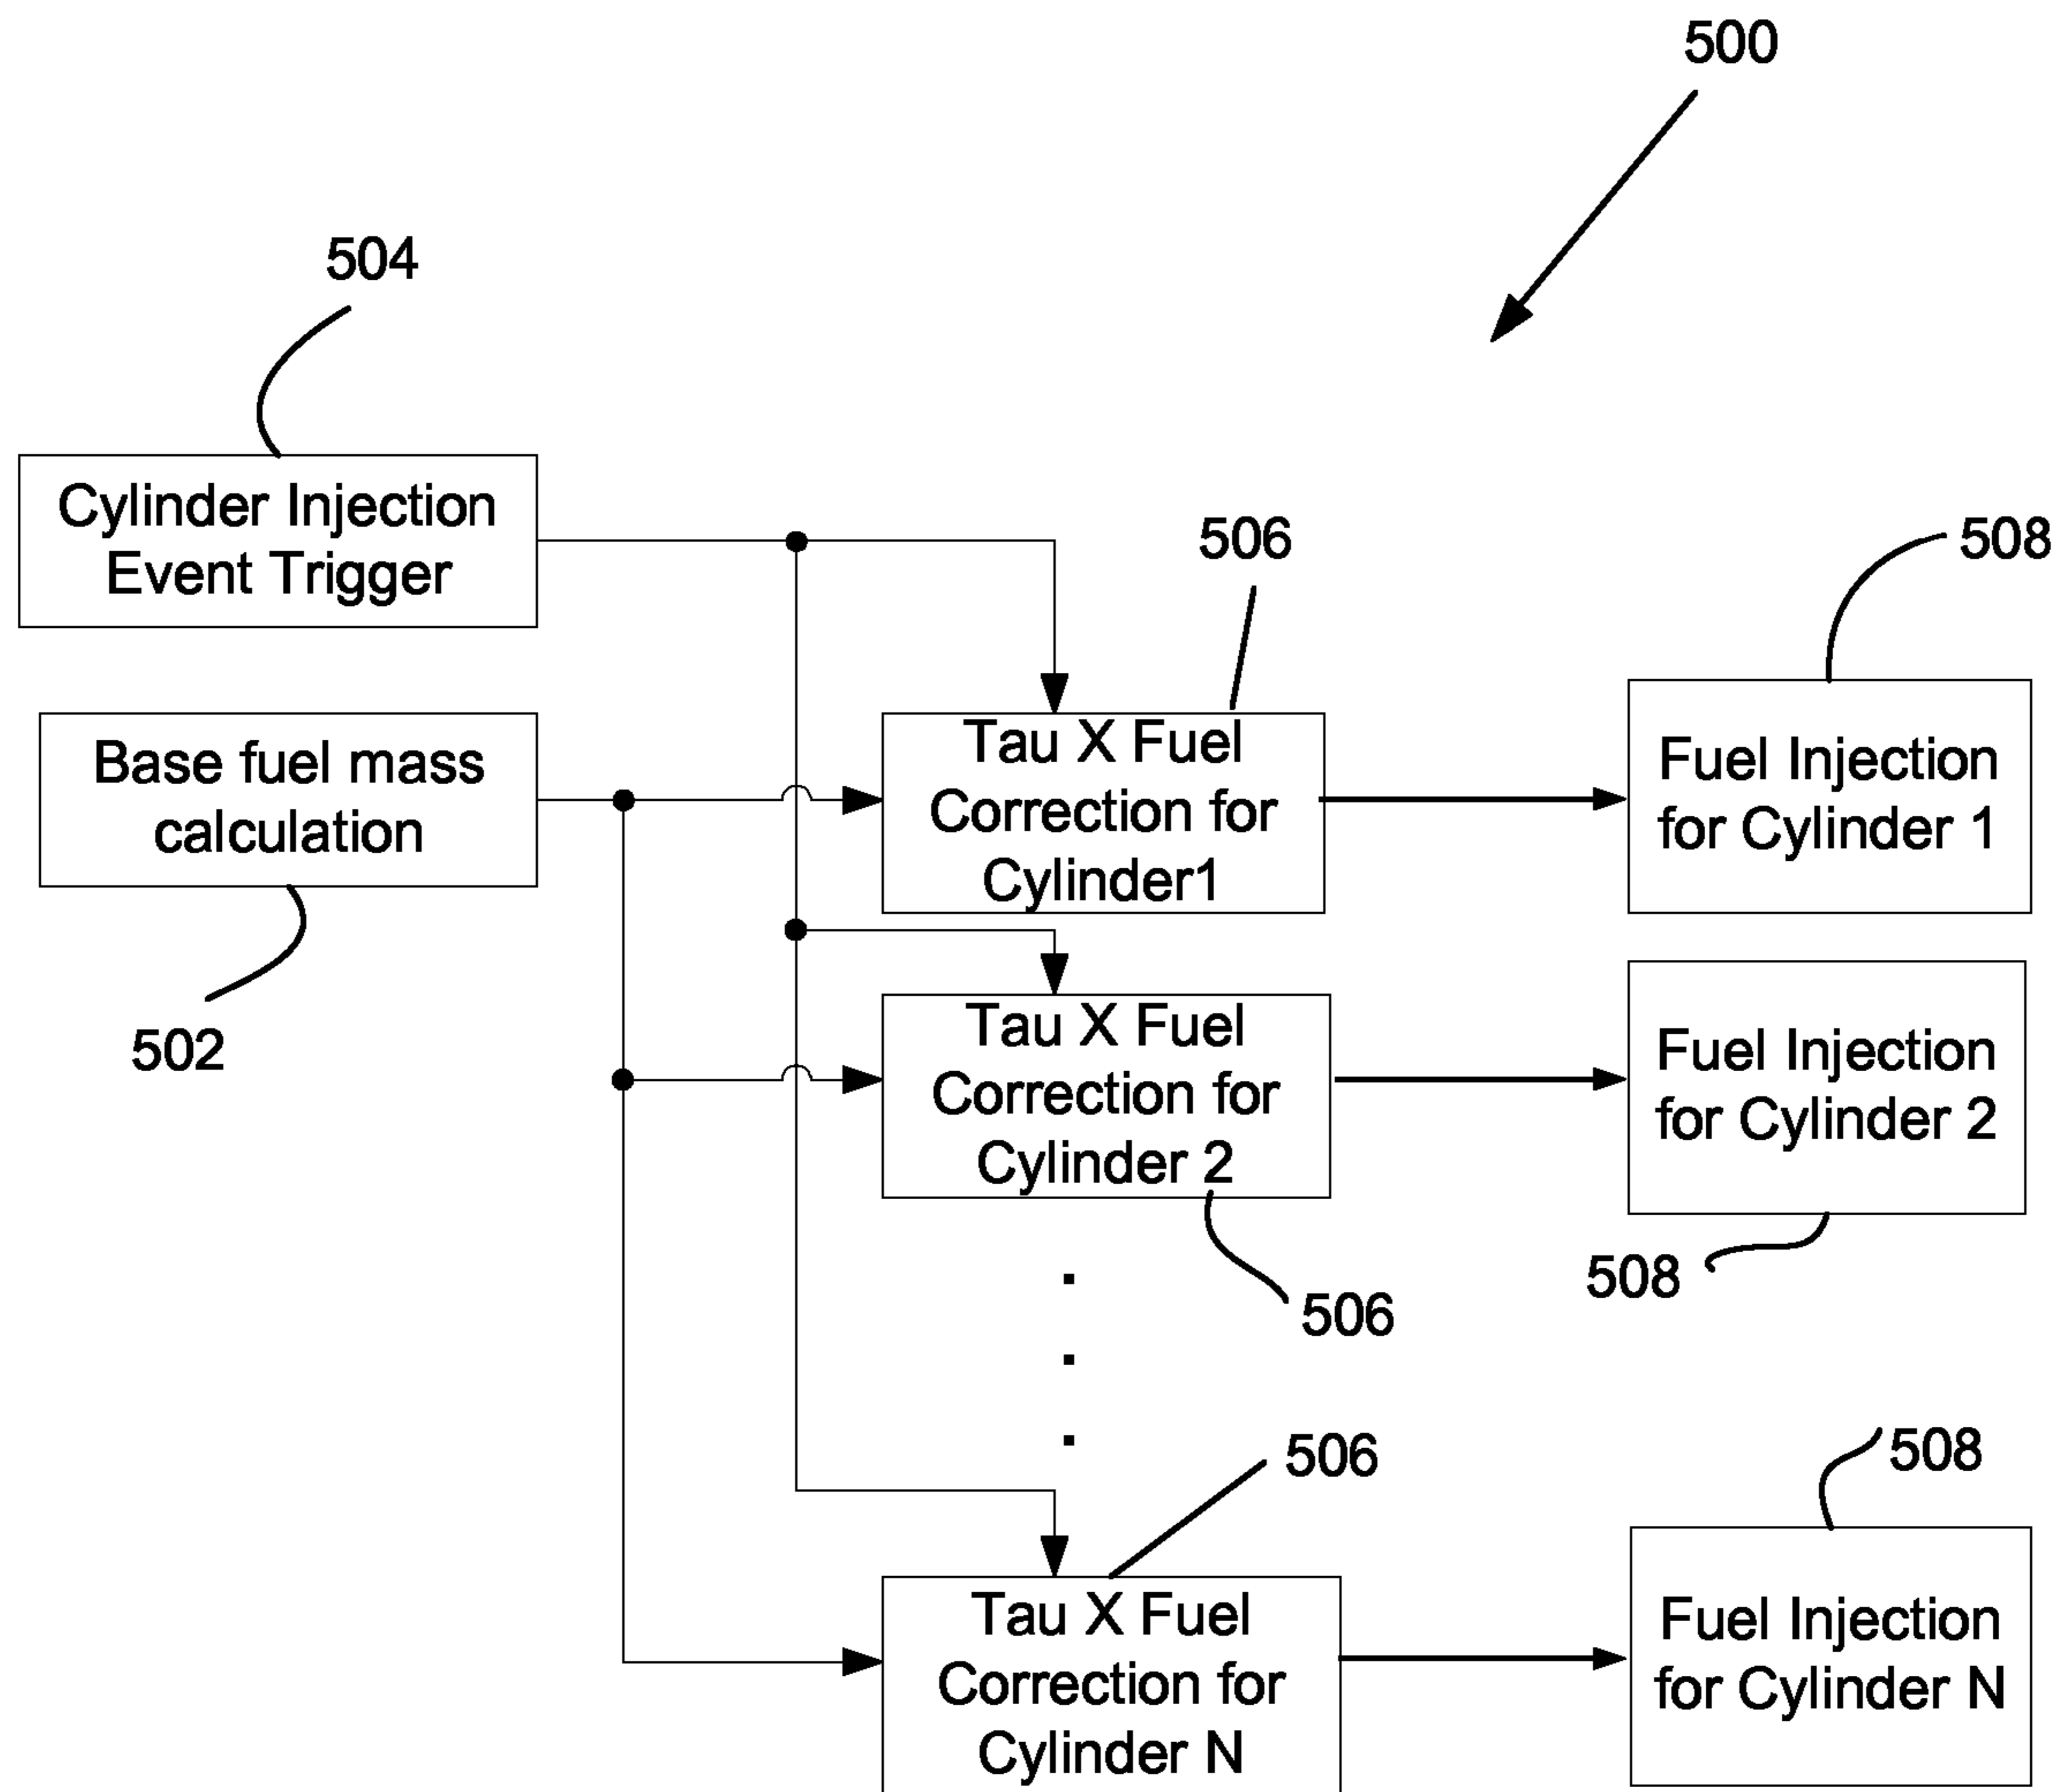 500
504
Cylinder Injection
Event Trigger
506
508
Base fuel mass
calculation
502
Tau X Fuel
Correction for
Cylinder1
Fuel Injection
for Cylinder 1
Tau X Fuel
Correction for
Cylinder 2
506
Fuel Injection
for Cylinder 2
508
506
508
Tau X Fuel
Correction for
Cylinder N
Fuel Injection
for Cylinder N